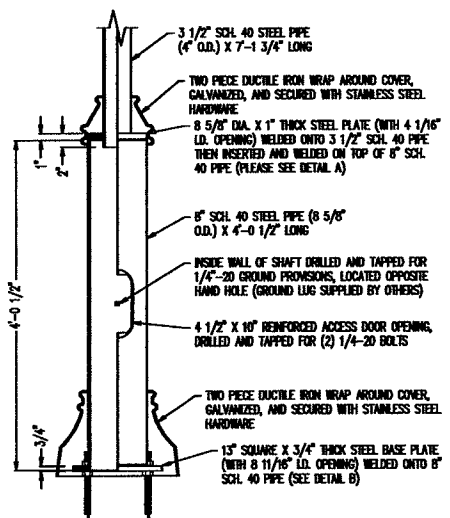 3 1/2" SCH. 40 STEEL PIPE
(4" O.D.) X 7'-1 3/4" LONG
TWO PIECE DUCTILE IRON WRAP AROUND COVER,
GALVANIZED, AND SECURED WITH STAINLESS STEEL
HARDWARE
8 5/8" DIA. X 1" THICK STEEL PLATE (WITH 4 1/16"
I.D. OPENING) WELDED ONTO 3 1/2" SCH. 40 PIPE
THEN INSERTED AND WELDED ON TOP OF 8" SCH.
40 PIPE (PLEASE SEE DETAIL A)
1"
2"
8" SCH. 40 STEEL PIPE (8 5/8"
O.D.) X 4'-0 1/2" LONG
INSIDE WALL OF SHAFT DRILLED AND TAPPED FOR
1/4"-20 GROUND PROVISIONS, LOCATED OPPOSITE
HAND HOLE (GROUND LUG SUPPLIED BY OTHERS)
4'-0 1/2"
4 1/2" X 10" REINFORCED ACCESS DOOR OPENING,
DRILLED AND TAPPED FOR (2) 1/4-20 BOLTS
TWO PIECE DUCTILE IRON WRAP AROUND COVER,
GALVANIZED, AND SECURED WITH STAINLESS STEEL
HARDWARE
3/4"
13" SQUARE X 3/4" THICK STEEL BASE PLATE
(WITH 8 11/16" I.D. OPENING) WELDED ONTO 8"
SCH. 40 PIPE (SEE DETAIL B)